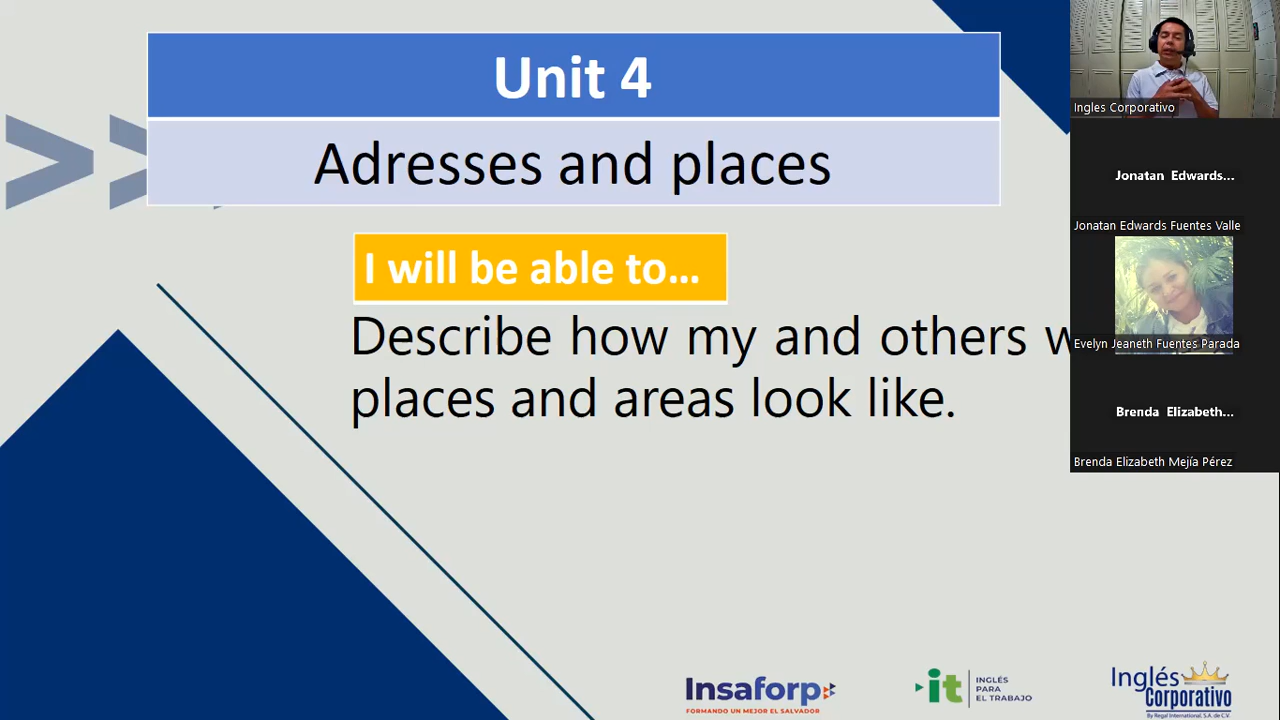 Unit 4
Adresses and places
I will be able to...
Describe how my and others
places and areas look like.
Ingles Corporativo
Jonatan Edwards...
Jonatan Edwards Fuentes Valle
Evelyn Jeaneth Fuentes Parada
Brenda Elizabeth...
Brenda Elizabeth Mejía Pérez
Insaforp
FORMANDO UN MEJOR EL SALVADOR
it
INGLÉS
PARA
EL TRABAJO
Inglés
Corporativo
By Regal International, S.A. de C.V.